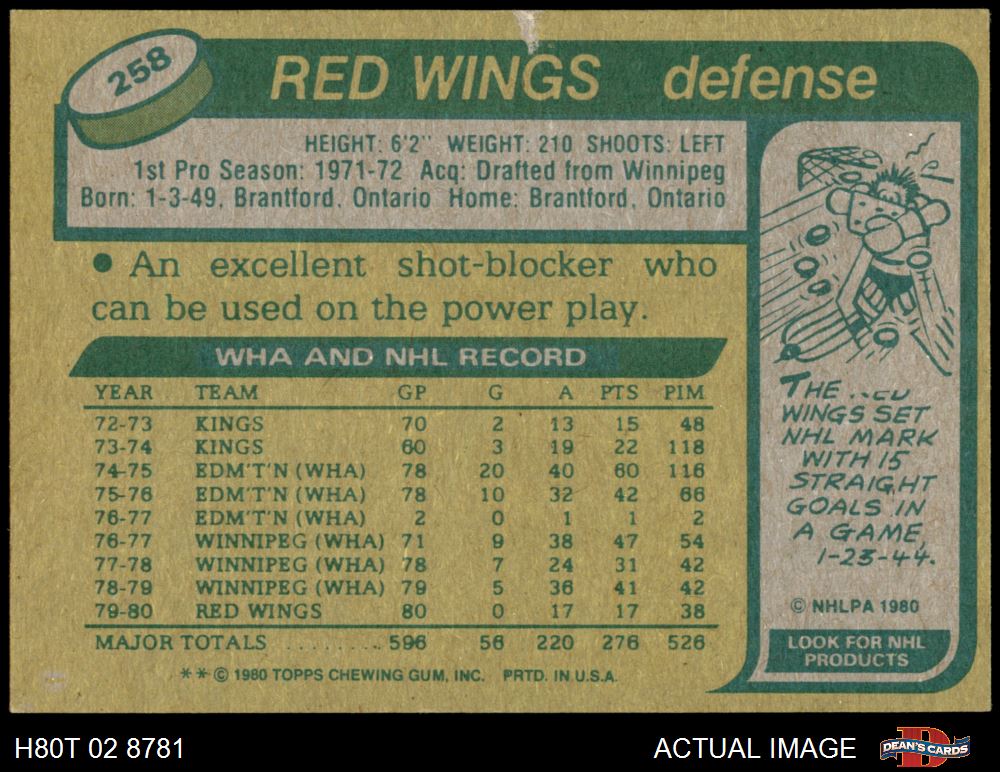 258
RED WINGS defense
HEIGHT: 6'2" WEIGHT: 210 SHOOTS: LEFT
1st Pro Season: 1971-72 Acq: Drafted from Winnipeg
Born: 1-3-49, Brantford, Ontario Home: Brantford, Ontario
● An excellent shot-blocker who
can be used on the power play.
WHA AND NHL RECORD
YEAR TEAM GP G A PTS PIM
72-73 KINGS 70 2 13 15 48
73-74 KINGS 60 3 19 22 118
74-75 EDM'T'N (WHA) 78 20 40 60 116
75-76 EDM'T'N (WHA) 78 10 32 42 66
76-77 EDM'T'N (WHA) 2 0 1 1 2
76-77 WINNIPEG (WHA) 71 9 38 47 54
77-78 WINNIPEG (WHA) 78 7 24 31 42
78-79 WINNIPEG (WHA) 79 5 36 41 42
79-80 RED WINGS 80 0 17 17 38
MAJOR TOTALS ........ 596 56 220 276 526
** © 1980 TOPPS CHEWING GUM, INC. PRTD. IN U.S.A.
THE
WINGS SET
NHL MARK
WITH 15
STRAIGHT
GOALS IN
A GAME,
1-23-44.
© NHLPA 1980
LOOK FOR NHL
PRODUCTS
H80T 02 8781
ACTUAL IMAGE
DEAN'S CARDS